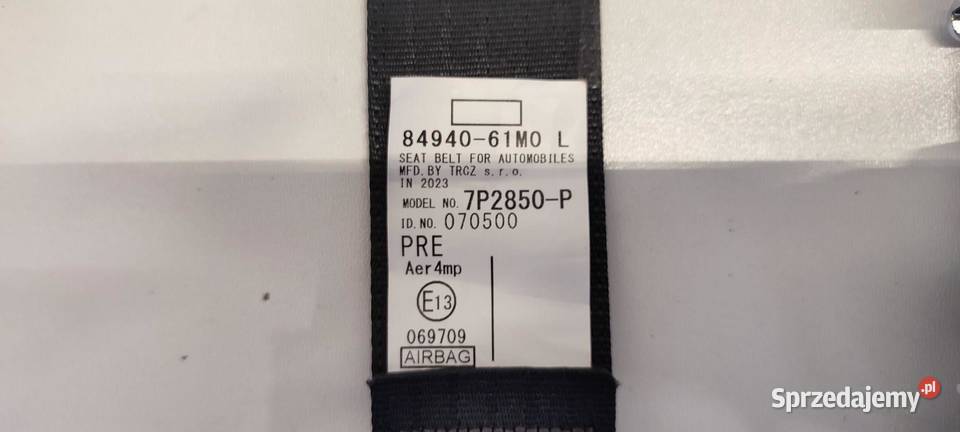 84940-61M0 L
SEAT BELT FOR AUTOMOBILES
MFD. BY TRCZ s.r.o.
IN 2023
MODEL NO. 7P2850-P
ID. NO. 070500
PRE
Aer4mp
E13
069709
AIRBAG
Sprzedajemy.pl